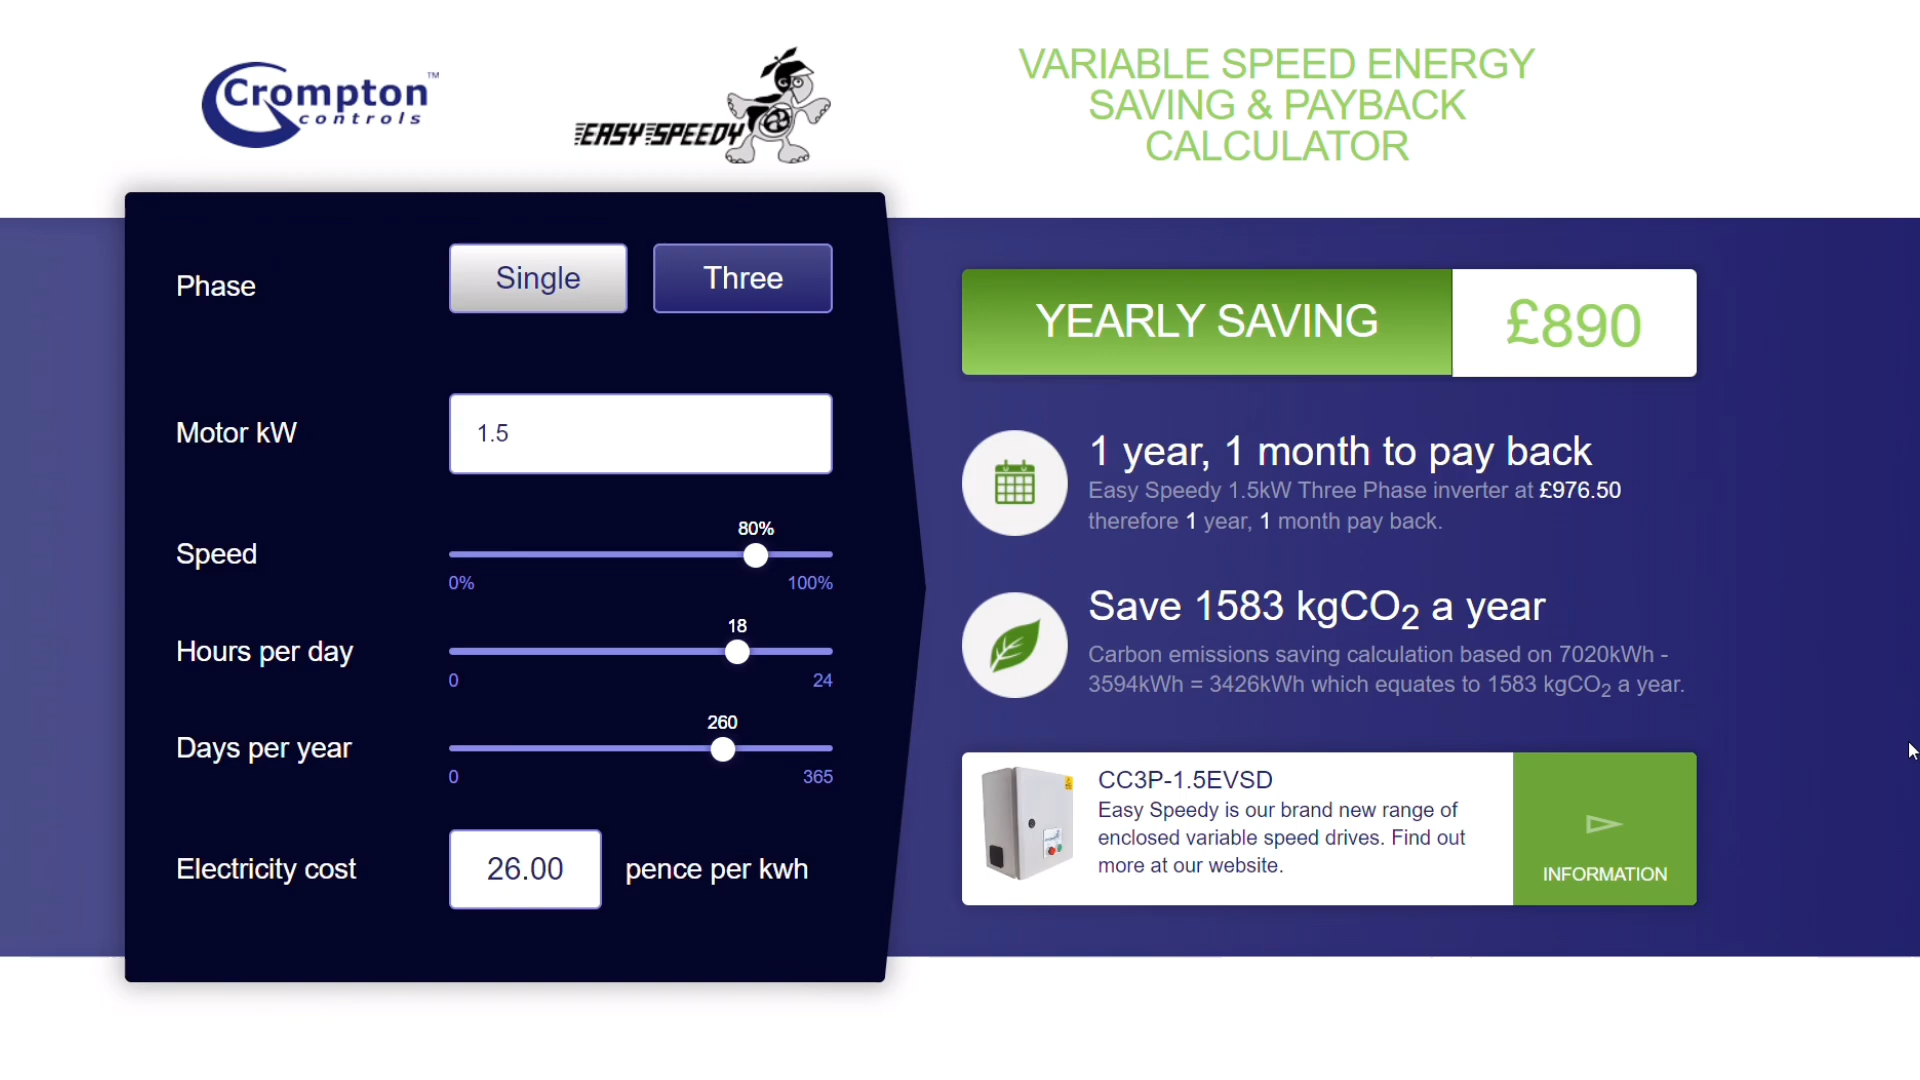 Crompton™
controls
EASY SPEEDY
VARIABLE SPEED ENERGY
SAVING & PAYBACK
CALCULATOR
Phase
Single
Three
Motor kW
1.5
Speed
80%
0%
100%
Hours per day
18
0
24
Days per year
260
0
365
Electricity cost
26.00
pence per kwh
YEARLY SAVING
£890
1 year, 1 month to pay back
Easy Speedy 1.5kW Three Phase inverter at £976.50
therefore 1 year, 1 month pay back.
Save 1583 kgCO₂ a year
Carbon emissions saving calculation based on 7020kWh -
3594kWh = 3426kWh which equates to 1583 kgCO₂ a year.
CC3P-1.5EVSD
Easy Speedy is our brand new range of
enclosed variable speed drives. Find out
more at our website.
INFORMATION